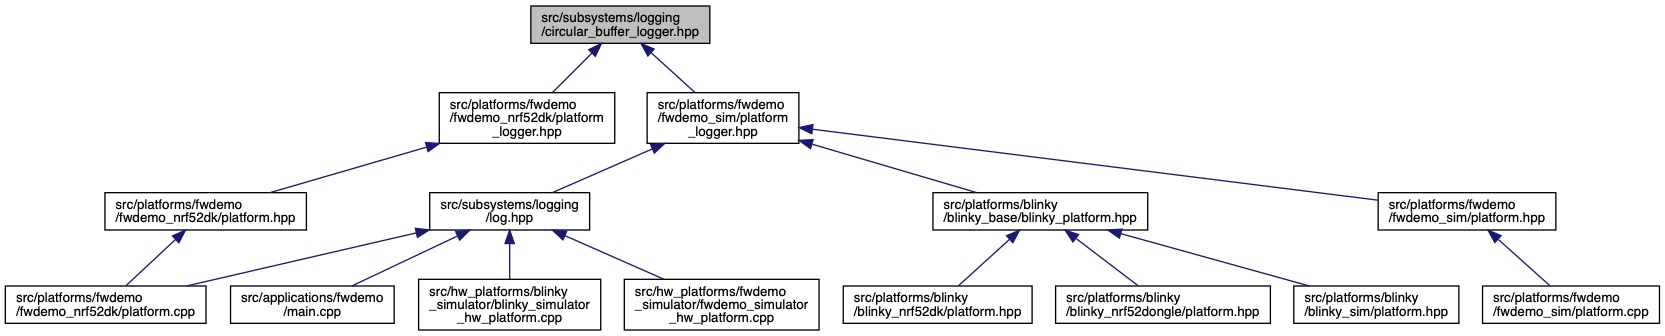 src/subsystems/logging
/circular_buffer_logger.hpp
src/platforms/fwdemo
/fwdemo_nrf52dk/platform
_logger.hpp
src/platforms/fwdemo
/fwdemo_sim/platform
_logger.hpp
src/platforms/fwdemo
/fwdemo_nrf52dk/platform.hpp
src/subsystems/logging
/log.hpp
src/platforms/blinky
/blinky_base/blinky_platform.hpp
src/platforms/fwdemo
/fwdemo_sim/platform.hpp
src/platforms/fwdemo
/fwdemo_nrf52dk/platform.cpp
src/applications/fwdemo
/main.cpp
src/hw_platforms/blinky
_simulator/blinky_simulator
_hw_platform.cpp
src/hw_platforms/fwdemo
_simulator/fwdemo_simulator
_hw_platform.cpp
src/platforms/blinky
/blinky_nrf52dk/platform.hpp
src/platforms/blinky
/blinky_nrf52dongle/platform.hpp
src/platforms/blinky
/blinky_sim/platform.hpp
src/platforms/fwdemo
/fwdemo_sim/platform.cpp